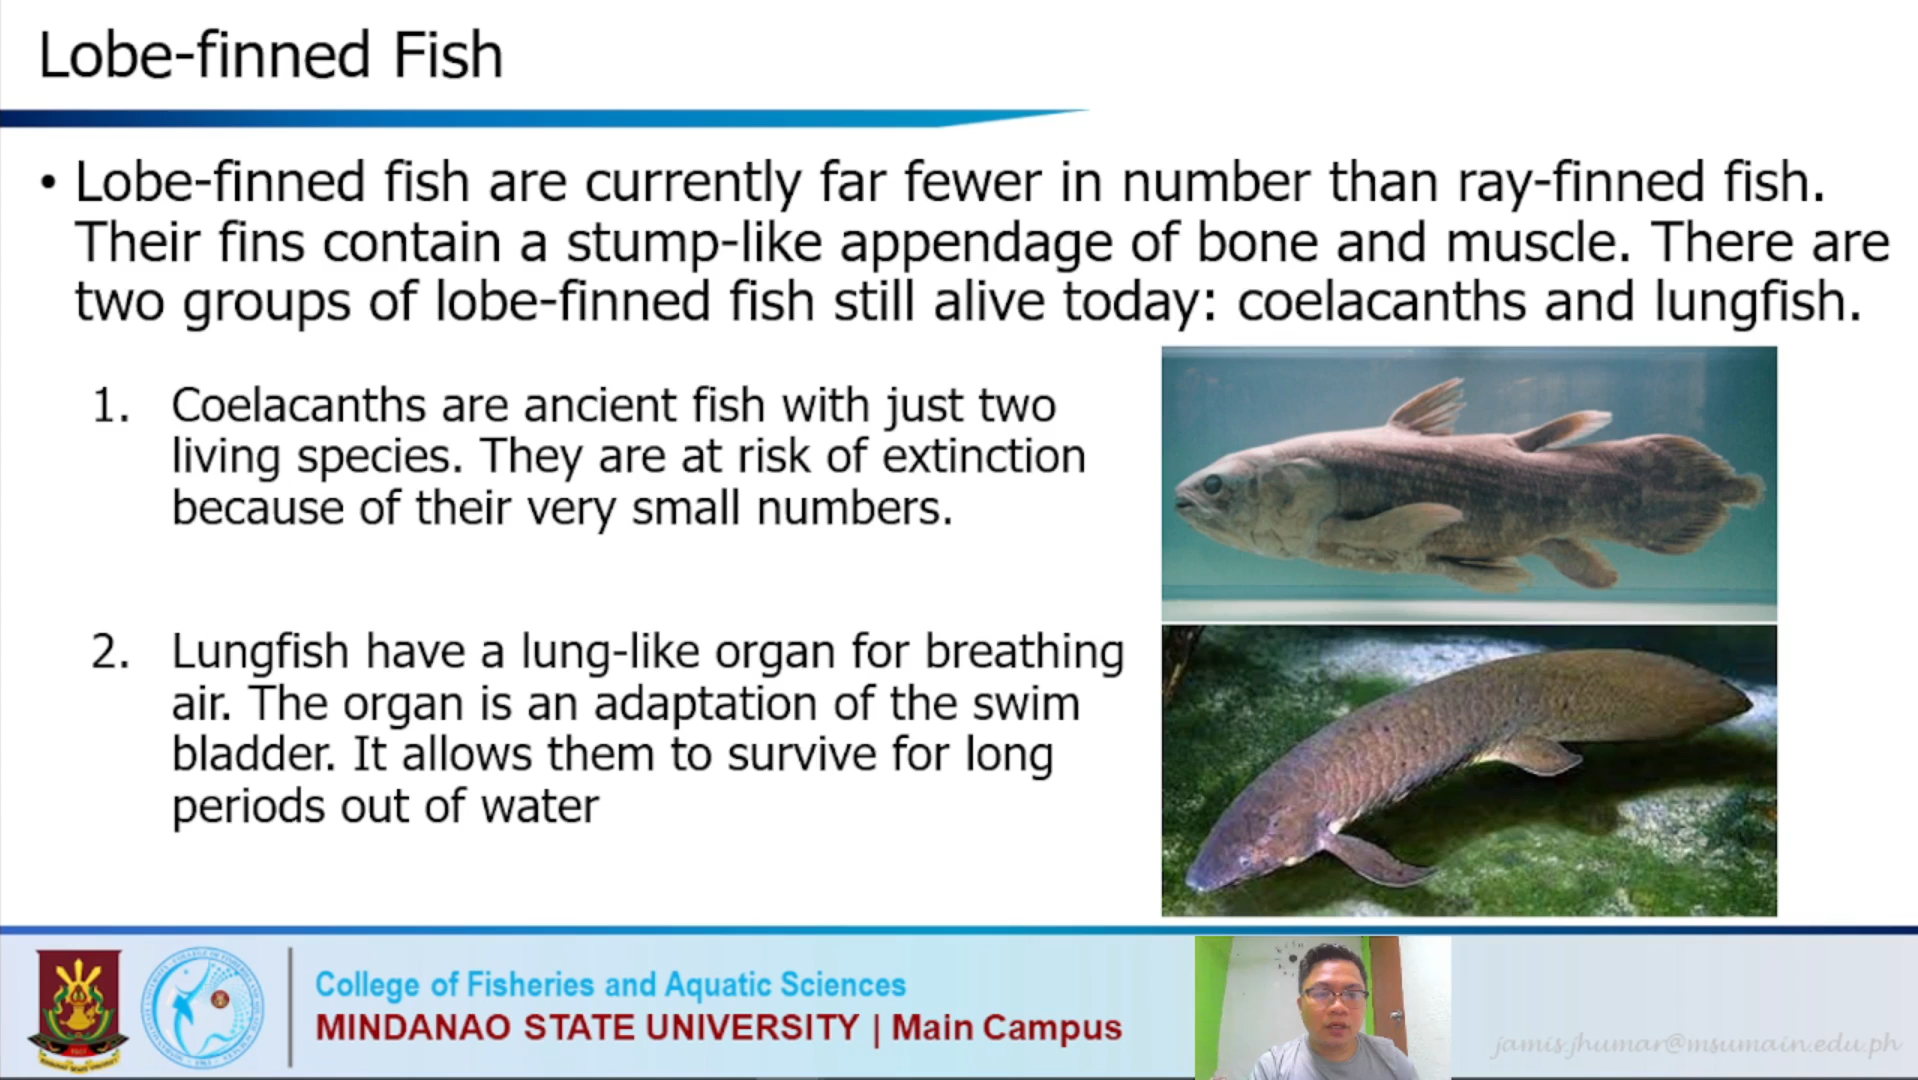 Lobe-finned Fish
• Lobe-finned fish are currently far fewer in number than ray-finned fish.
Their fins contain a stump-like appendage of bone and muscle. There are
two groups of lobe-finned fish still alive today: coelacanths and lungfish.
1. Coelacanths are ancient fish with just two
living species. They are at risk of extinction
because of their very small numbers.
2. Lungfish have a lung-like organ for breathing
air. The organ is an adaptation of the swim
bladder. It allows them to survive for long
periods out of water
College of Fisheries and Aquatic Sciences
MINDANAO STATE UNIVERSITY | Main Campus
jamis.jhumar@msumain.edu.ph